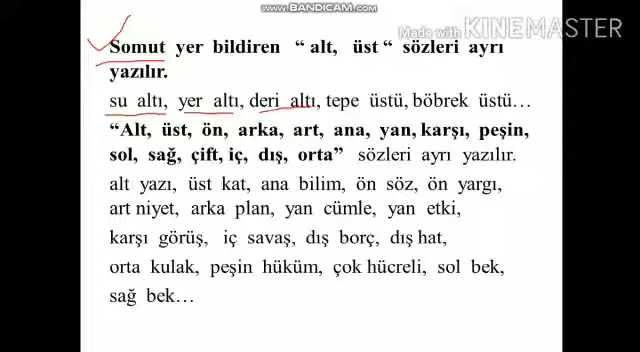 www.BANDICAM.com
Made with KINEMASTER
Somut yer bildiren “ alt, üst “ sözleri ayrı
yazılır.
su altı, yer altı, deri altı, tepe üstü, böbrek üstü…
“Alt, üst, ön, arka, art, ana, yan, karşı, peşin,
sol, sağ, çift, iç, dış, orta” sözleri ayrı yazılır.
alt yazı, üst kat, ana bilim, ön söz, ön yargı,
art niyet, arka plan, yan cümle, yan etki,
karşı görüş, iç savaş, dış borç, dış hat,
orta kulak, peşin hüküm, çok hücreli, sol bek,
sağ bek…